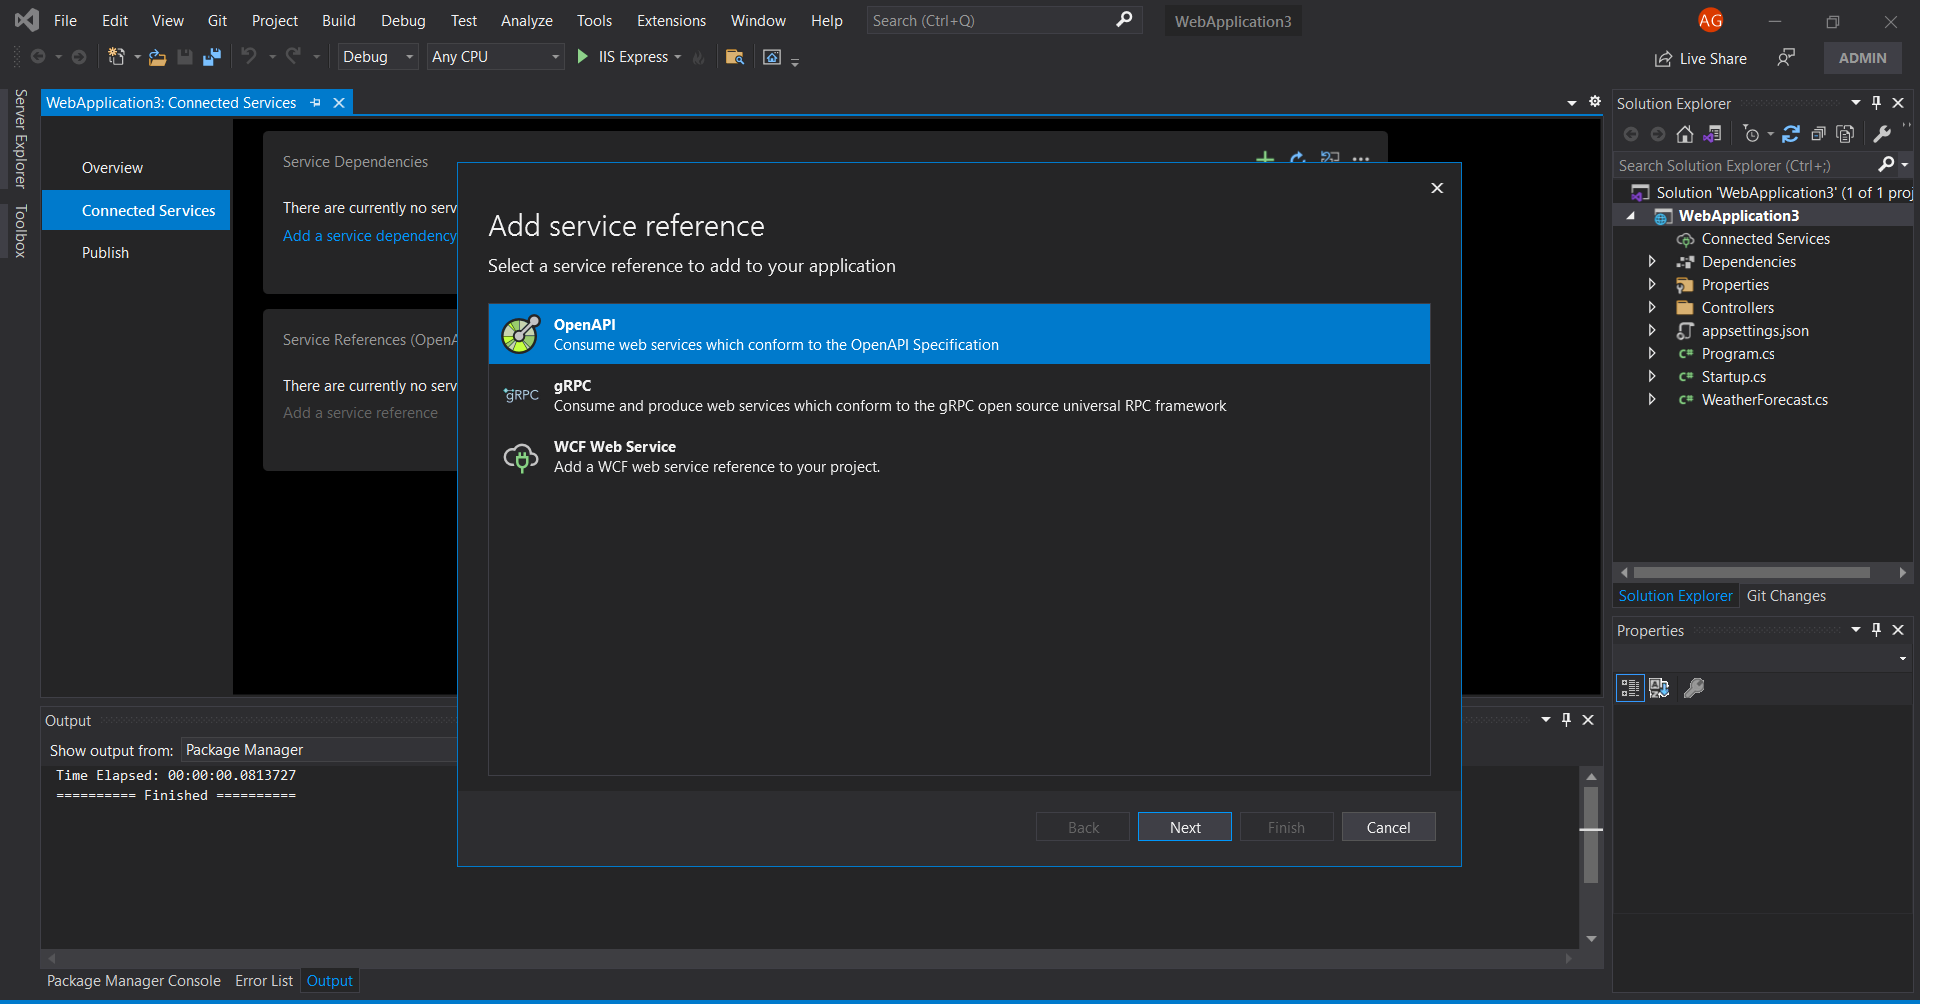 File Edit View Git Project Build Debug Test Analyze Tools Extensions Window Help Search (Ctrl+Q) WebApplication3 AG
Debug Any CPU IIS Express Live Share ADMIN
Server Explorer
Toolbox
WebApplication3: Connected Services
Overview
Connected Services
Publish
Service Dependencies
There are currently no serv
Add a service dependency
Service References (OpenA
There are currently no serv
Add a service reference
Add service reference
Select a service reference to add to your application
OpenAPI
Consume web services which conform to the OpenAPI Specification
gRPC
gRPC
Consume and produce web services which conform to the gRPC open source universal RPC framework
WCF Web Service
Add a WCF web service reference to your project.
Back Next Finish Cancel
Output
Show output from: Package Manager
Time Elapsed: 00:00:00.0813727
========== Finished ==========
Package Manager Console Error List Output
Solution Explorer
Search Solution Explorer (Ctrl+;)
Solution 'WebApplication3' (1 of 1 proj
WebApplication3
Connected Services
Dependencies
Properties
Controllers
appsettings.json
C# Program.cs
C# Startup.cs
C# WeatherForecast.cs
Solution Explorer Git Changes
Properties